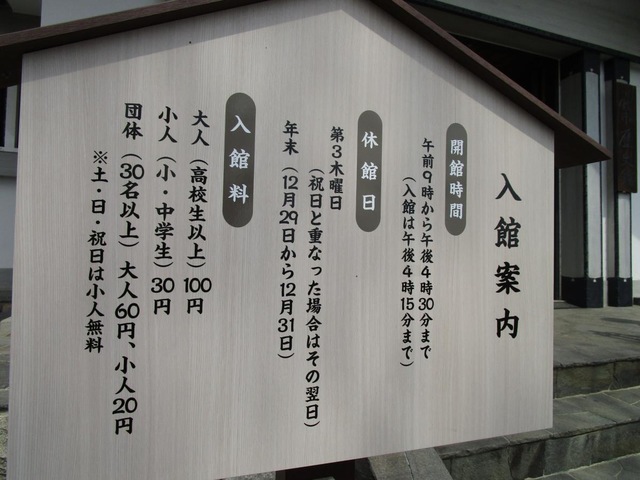 入館案内
開館時間
午前9時から午後4時30分まで
(入館は午後4時15分まで)
休館日
第3木曜日
(祝日と重なった場合はその翌日)
年末(12月29日から12月31日)
入館料
大人(高校生以上)100円
小人(小・中学生)30円
団体(30名以上)大人60円、小人20円
※土・日・祝日は小人無料